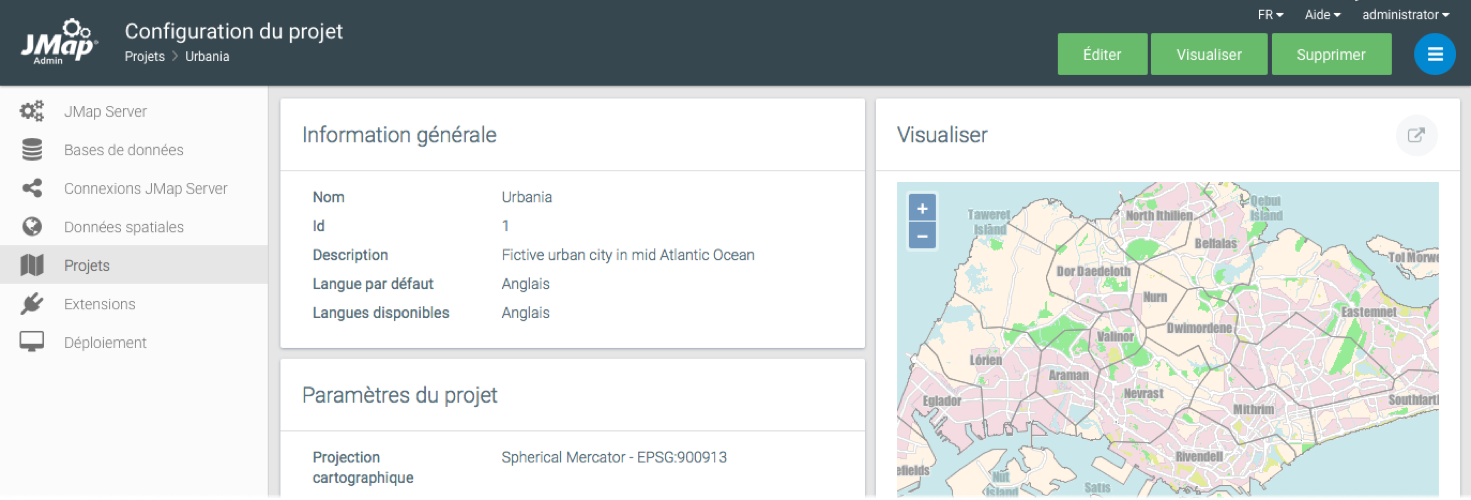 JMap
Admin
Configuration du projet
Projets > Urbania
FR
Aide
administrator
Éditer
Visualiser
Supprimer
JMap Server
Bases de données
Connexions JMap Server
Données spatiales
Projets
Extensions
Déploiement
Information générale
Nom Urbania
Id 1
Description Fictive urban city in mid Atlantic Ocean
Langue par défaut Anglais
Langues disponibles Anglais
Paramètres du projet
Projection Spherical Mercator - EPSG:900913
cartographique
Visualiser
+
−
Taweret
Island
North Ithilien
Qebui
Island
Bellalas
Tol Morwe
Dor Daedeloth
Nurn
Eastemnet
Dwimordene
Valinor
Lórien
Araman
Nevrast
Eglador
Mithrim
Southfart
Rivendell
efields
Nut
Island
Satis